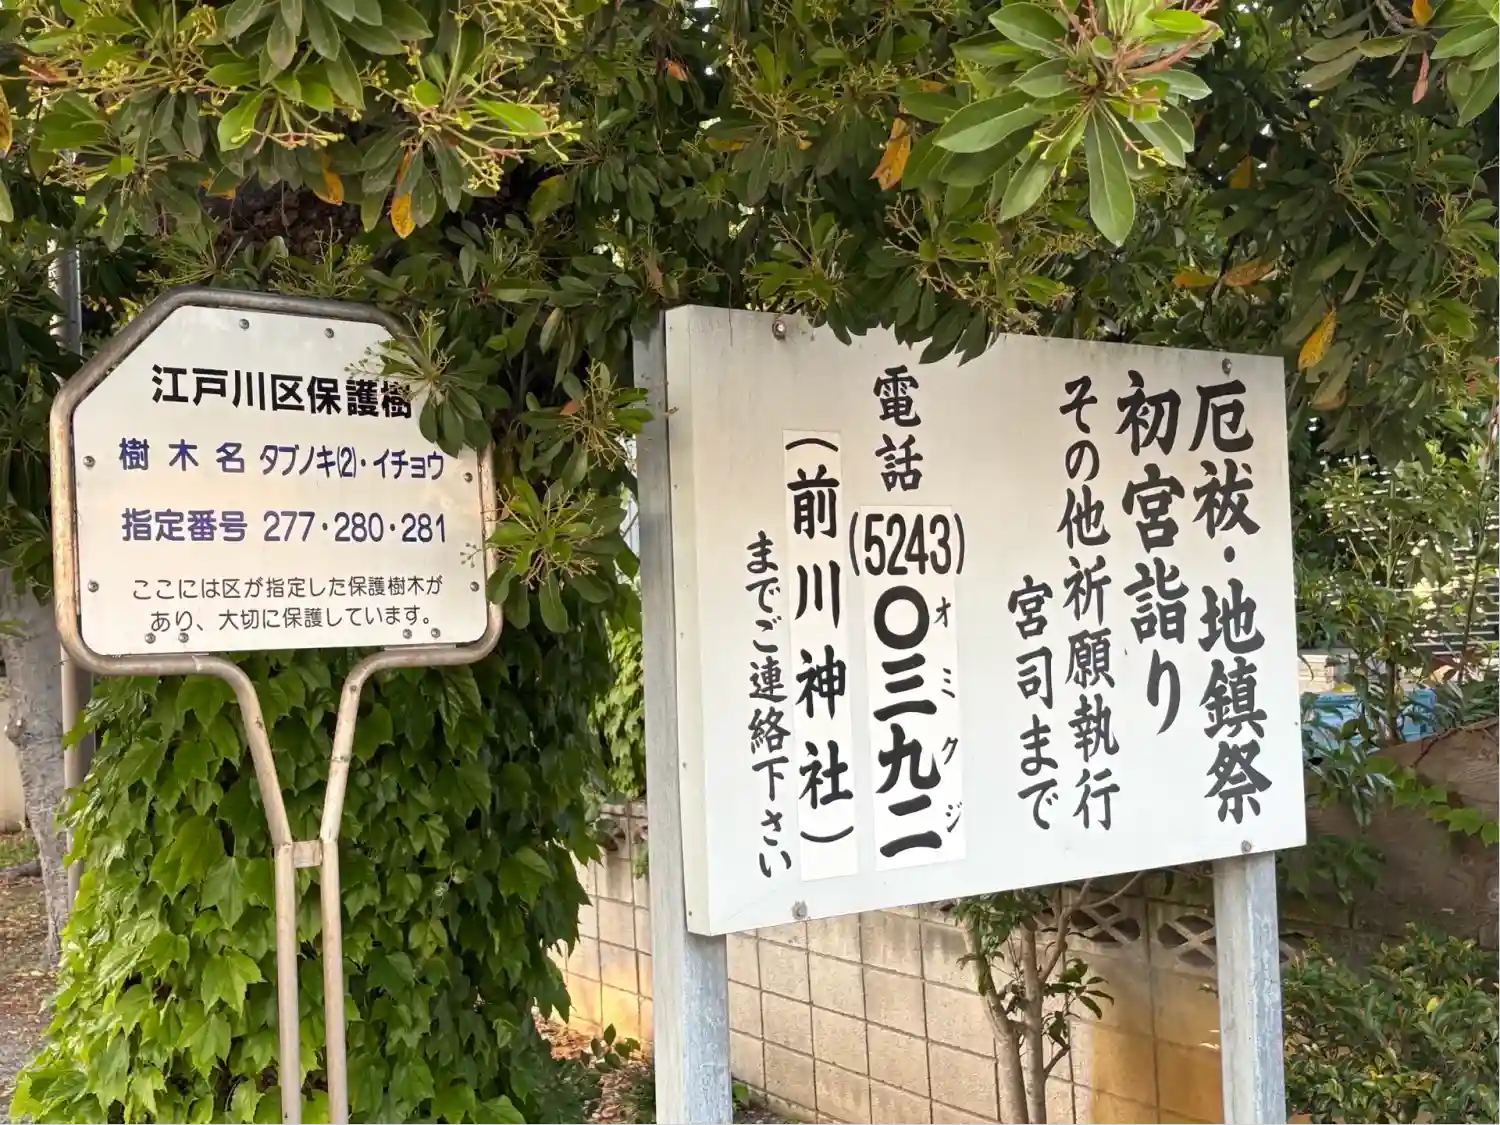 江戸川区保護樹
樹木名 タブノキ(2)・イチョウ
指定番号 277・280・281
ここには区が指定した保護樹木が
あり、大切に保護しています。
厄祓・地鎮祭
初宮詣り
その他祈願執行
宮司まで
電話(5243)〇三九二
オミクジ
(前川神社)
までご連絡下さい